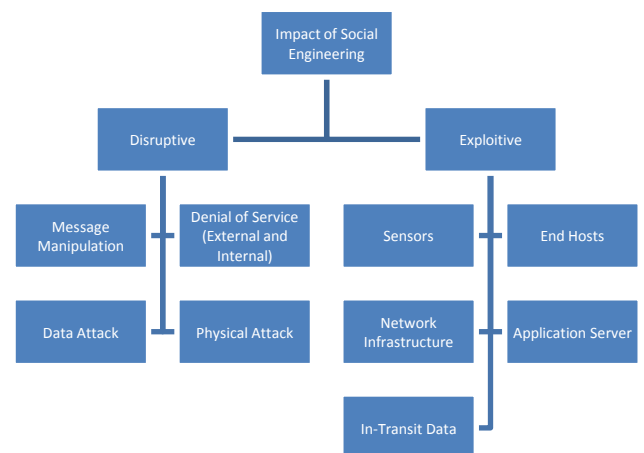 Impact of Social
Engineering
Disruptive
Exploitive
Message
Manipulation
Denial of Service
(External and
Internal)
Sensors
End Hosts
Data Attack
Physical Attack
Network
Infrastructure
Application Server
In-Transit Data